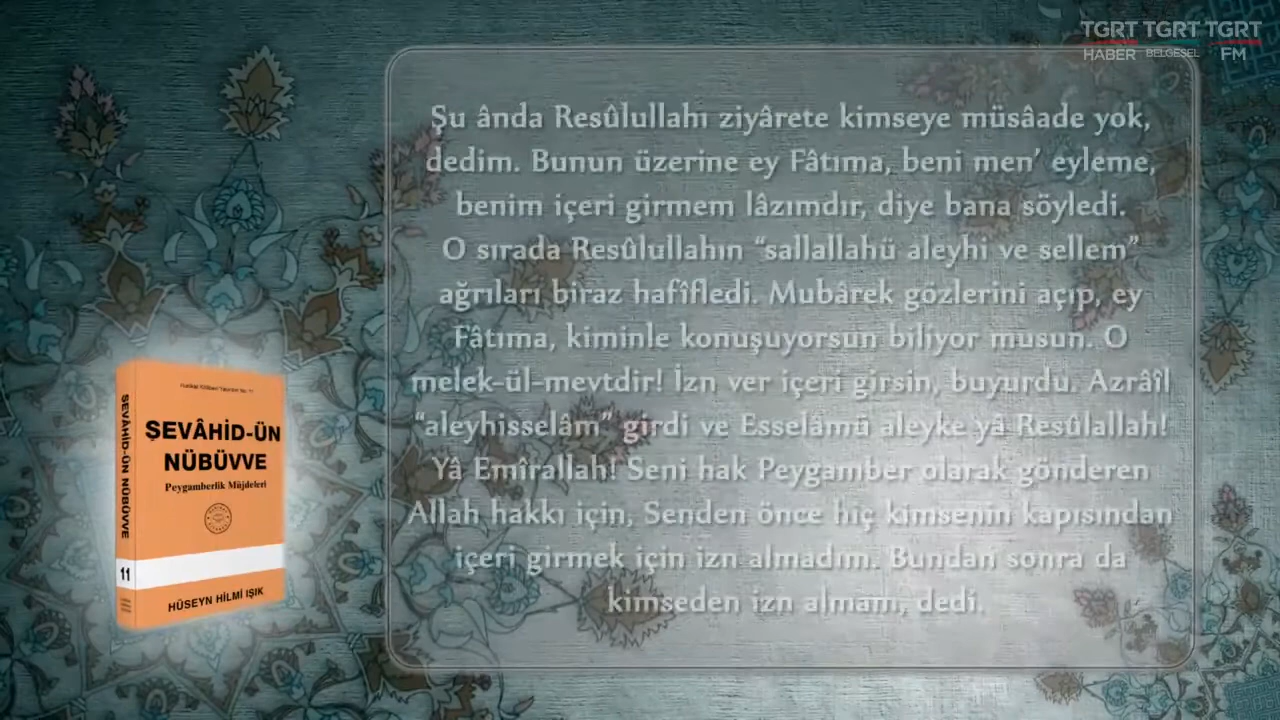 TGRT TGRT TGRT
HABER BELGESEL FM
Şu ânda Resûlullahı ziyârete kimseye müsâade yok,
dedim. Bunun üzerine ey Fâtıma, beni men’ eyleme,
benim içeri girmem lâzımdır, diye bana söyledi.
O sırada Resûlullahın “sallallahü aleyhi ve sellem”
ağrıları biraz hafîfledi. Mubârek gözlerini açıp, ey
Fâtıma, kiminle konuşuyorsun biliyor musun. O
melek-ül-mevtdir! İzn ver içeri girsin, buyurdu. Azrâîl
“aleyhisselâm” girdi ve Esselâmü aleyke yâ Resûlallah!
Yâ Emîrallah! Seni hak Peygamber olarak gönderen
Allah hakkı için, Senden önce hiç kimsenin kapısından
içeri girmek için izn almadım. Bundan sonra da
kimseden izn almam, dedi.
ŞEVÂHİD-ÜN
NÜBÜVVE
Peygamberlik Müjdeleri
HÜSEYN HİLMİ IŞIK
ŞEVÂHİD-ÜN NÜBÜVVE
11